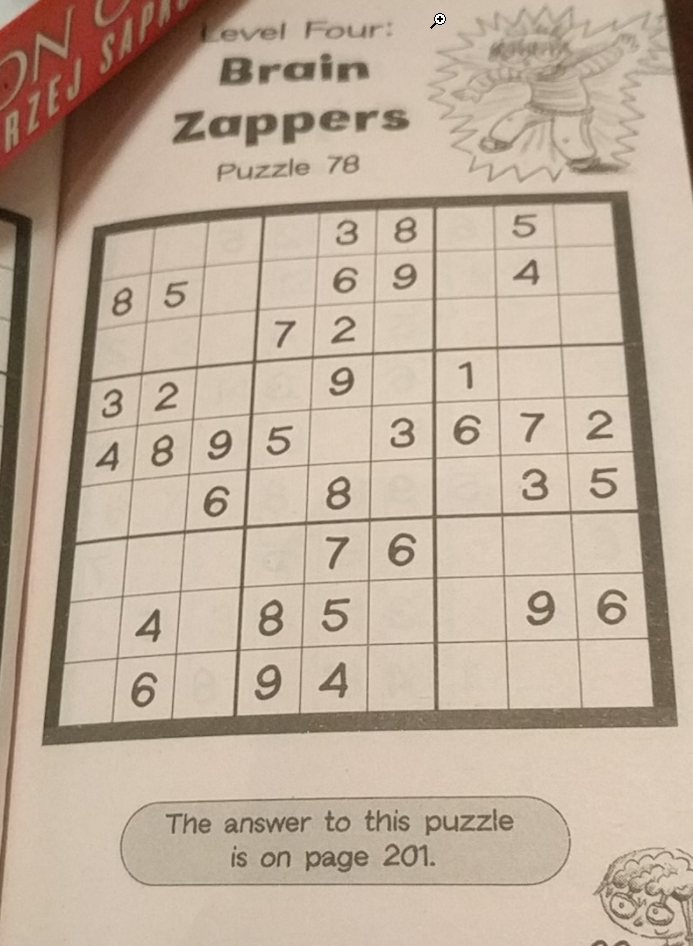 ON
RZEJ SAPK
Level Four:
Brain
Zappers
Puzzle 78
3 8 5
8 5 6 9 4
7 2
3 2 9 1
4 8 9 5 3 6 7 2
6 8 3 5
7 6
4 8 5 9 6
6 9 4
The answer to this puzzle
is on page 201.